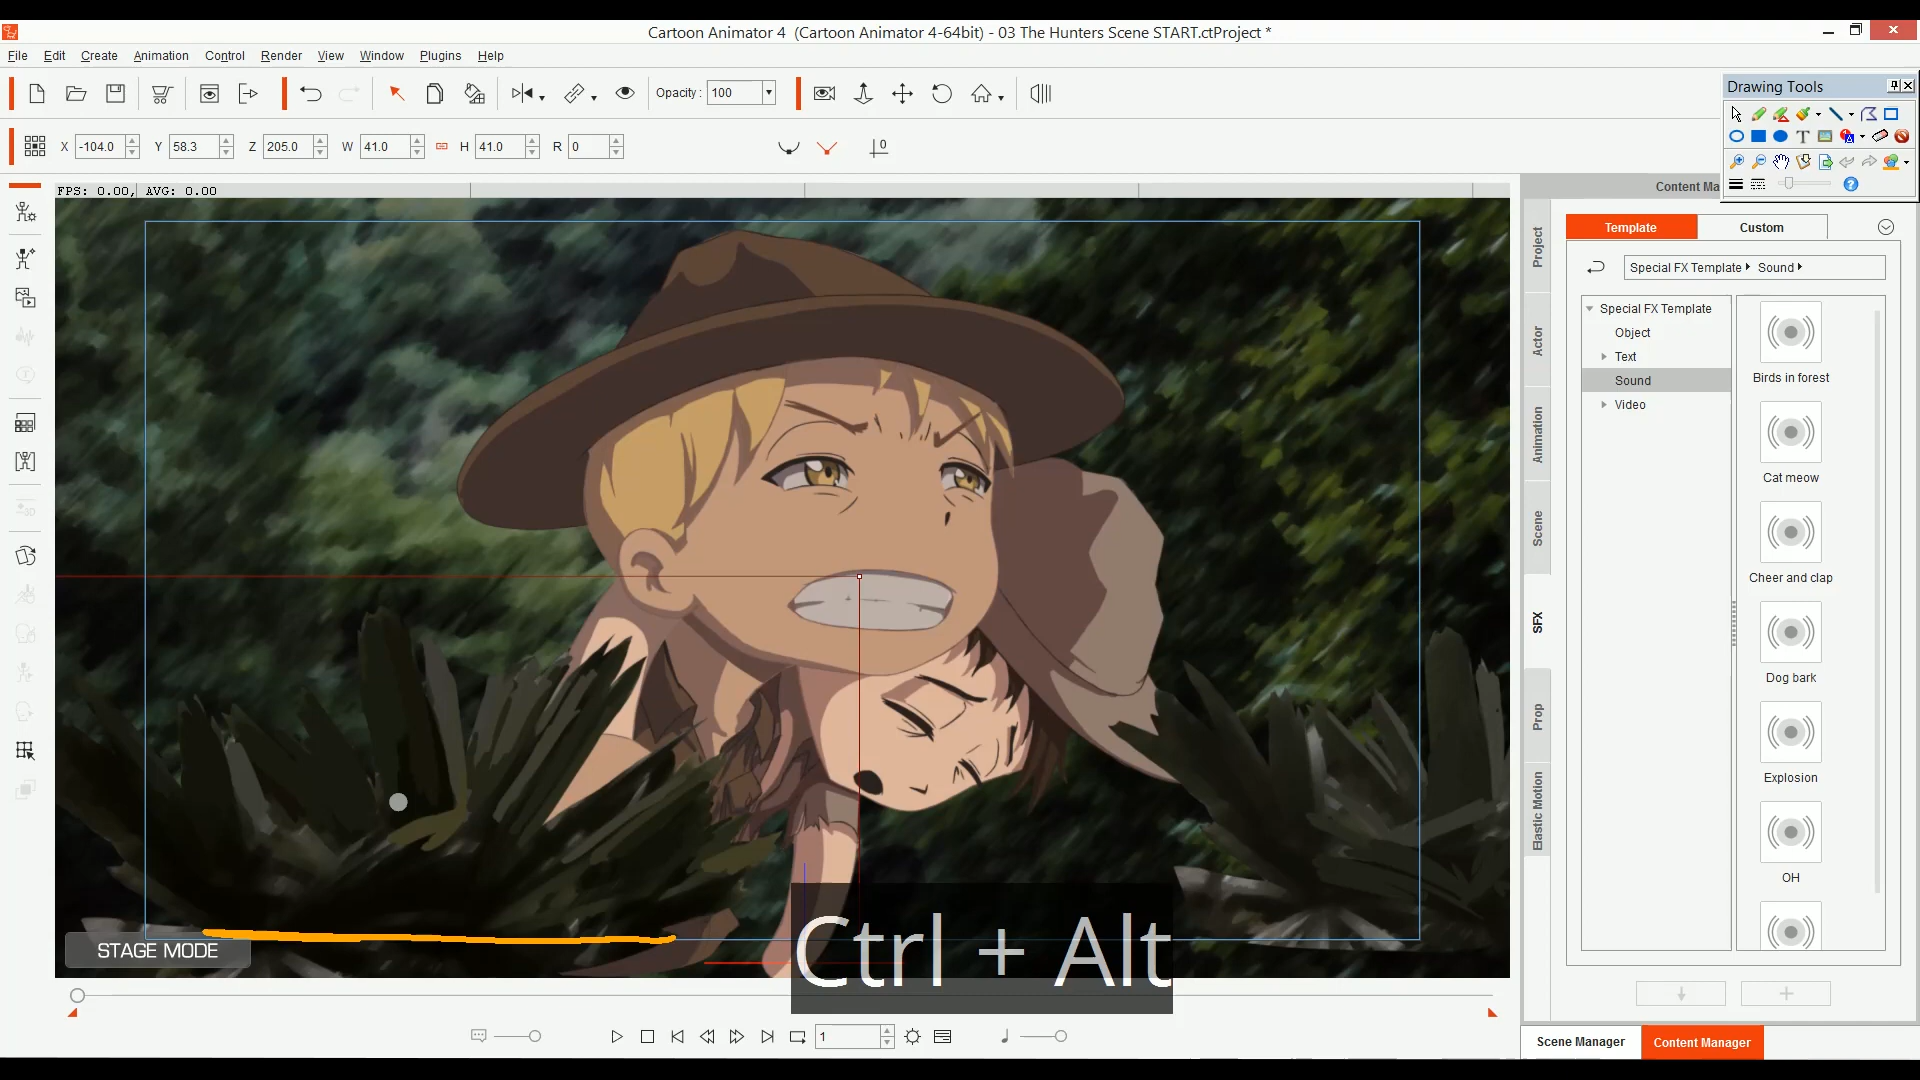 Cartoon Animator 4  (Cartoon Animator 4-64bit) - 03 The Hunters Scene START.ctProject *
File Edit Create Animation Control Render View Window Plugins Help
Opacity : 100
Drawing Tools
X -104.0 Y 58.3 Z 205.0 W 41.0 H 41.0 R 0
0
FPS: 0.00, AVG: 0.00
Content Ma
Template Custom
Special FX Template Sound
Special FX Template
Object
Text
Sound
Video
Birds in forest
Cat meow
Cheer and clap
Dog bark
Explosion
OH
Project
Actor
Animation
Scene
SFX
Prop
Elastic Motion
STAGE MODE
Ctrl + Alt
1
Scene Manager Content Manager